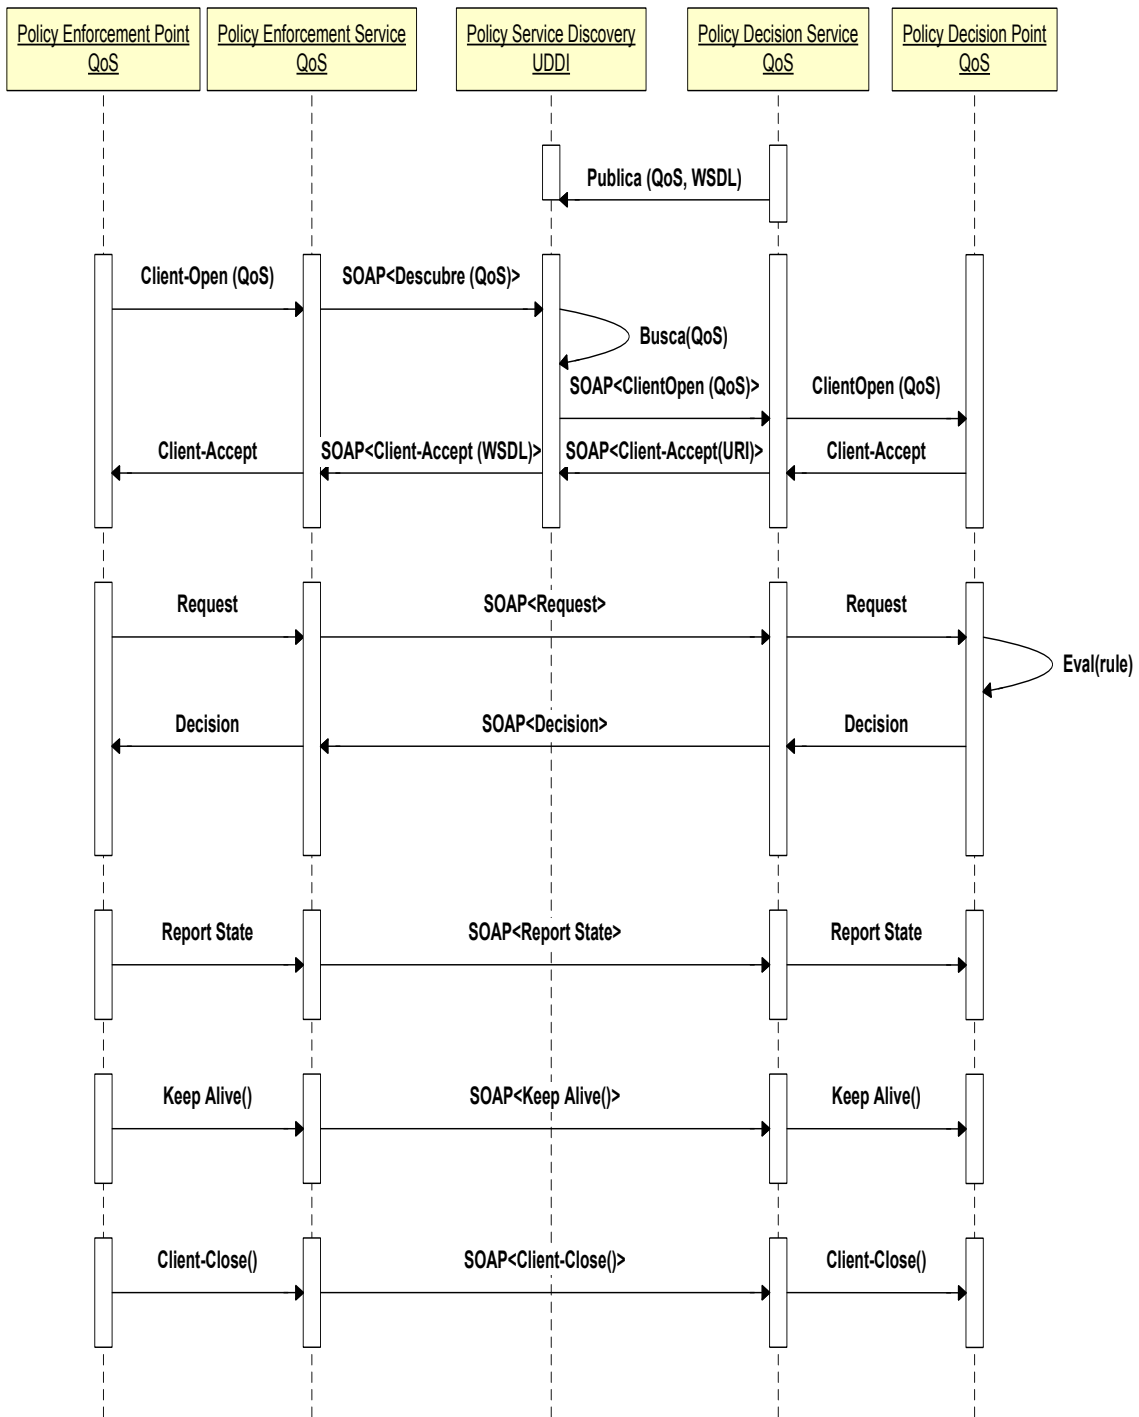 Policy Enforcement Point
QoS
Policy Enforcement Service
QoS
Policy Service Discovery
UDDI
Policy Decision Service
QoS
Policy Decision Point
QoS
Publica (QoS, WSDL)
Client-Open (QoS)
SOAP<Descubre (QoS)>
Busca(QoS)
SOAP<ClientOpen (QoS)>
ClientOpen (QoS)
Client-Accept
SOAP<Client-Accept (WSDL)>
SOAP<Client-Accept(URI)>
Client-Accept
Request
SOAP<Request>
Request
Eval(rule)
Decision
SOAP<Decision>
Decision
Report State
SOAP<Report State>
Report State
Keep Alive()
SOAP<Keep Alive()>
Keep Alive()
Client-Close()
SOAP<Client-Close()>
Client-Close()